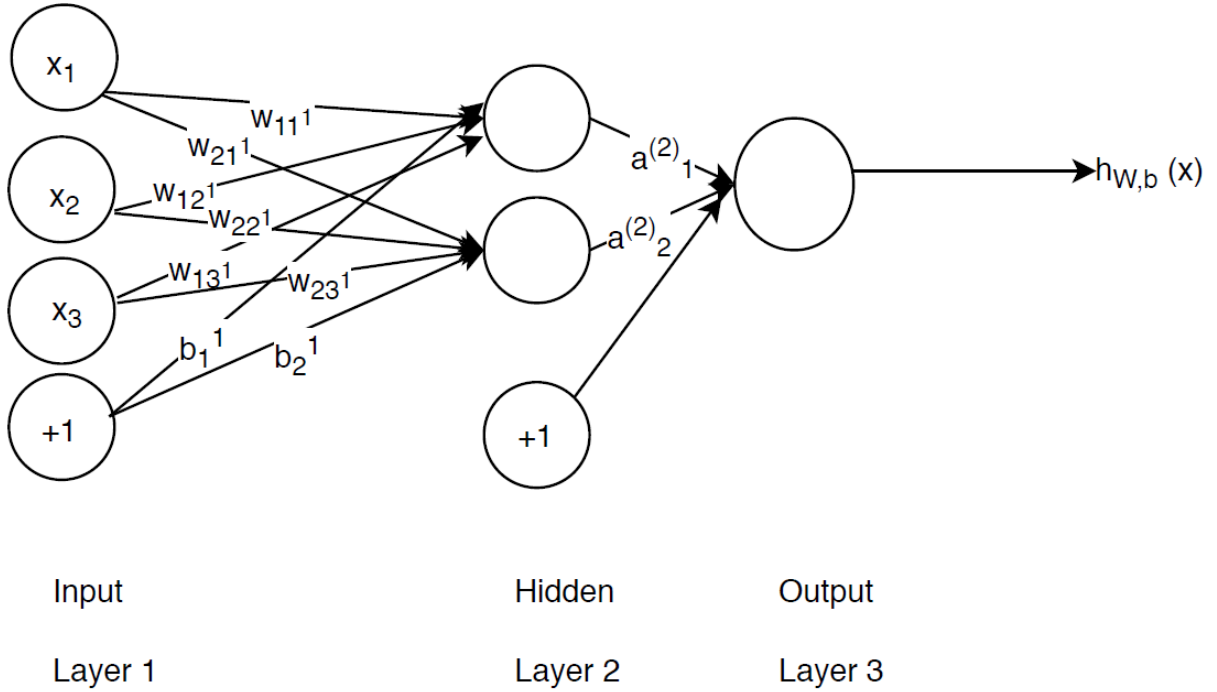 x₁
w₁₁¹
w₂₁¹
a⁽²⁾₁
x₂
w₁₂¹
h_W,b (x)
w₂₂¹
a⁽²⁾₂
w₁₃¹
w₂₃¹
x₃
b₁¹
b₂¹
+1
+1
Input
Hidden
Output
Layer 1
Layer 2
Layer 3